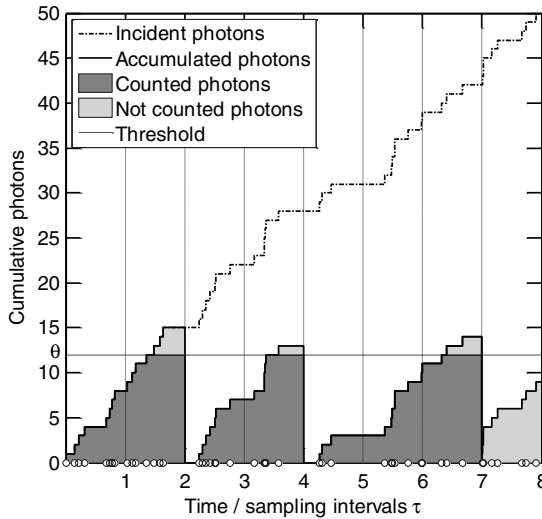 50
45
40
35
30
25
20
15
θ
10
5
0
Cumulative photons
Incident photons
Accumulated photons
Counted photons
Not counted photons
Threshold
1 2 3 4 5 6 7 8
Time / sampling intervals τ